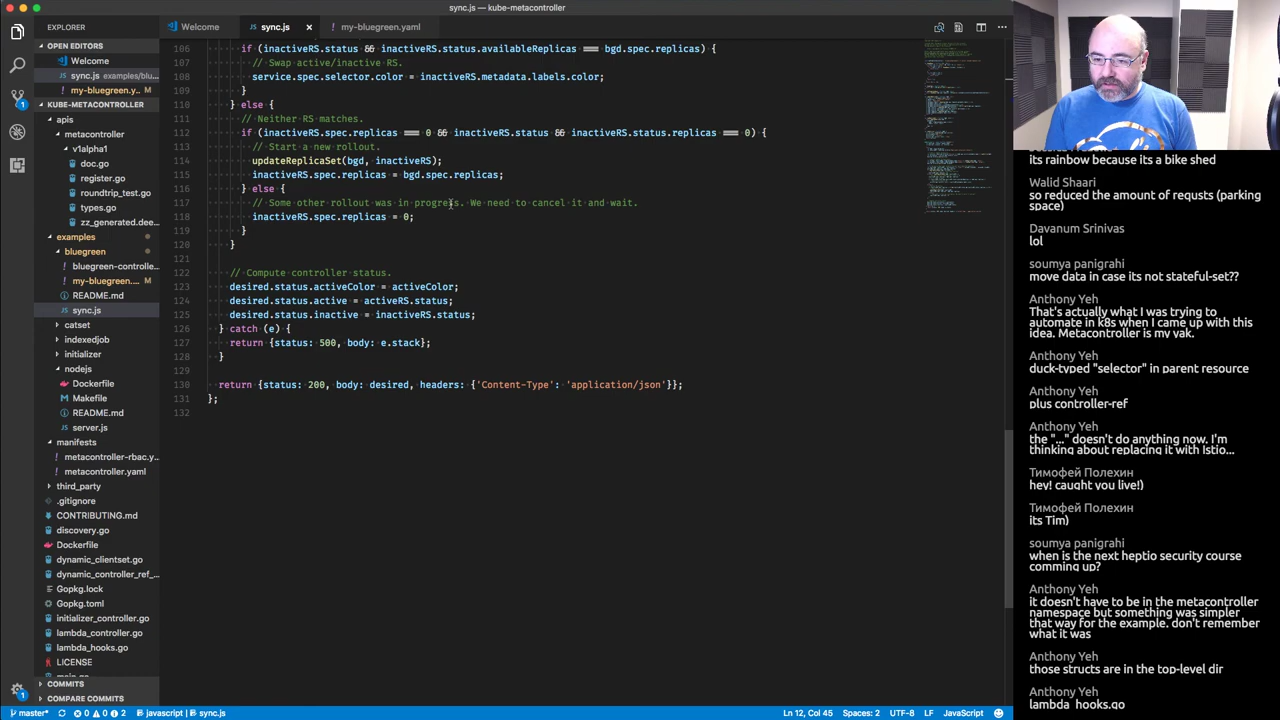 sync.js — kube-metacontroller
EXPLORER
OPEN EDITORS
Welcome
sync.js examples/blu...
my-bluegreen.y... M
KUBE-METACONTROLLER
apis
metacontroller
v1alpha1
doc.go
register.go
roundtrip_test.go
types.go
zz_generated.dee...
examples
bluegreen
bluegreen-controlle...
my-bluegreen.... M
README.md
sync.js
catset
indexedjob
initializer
nodejs
Dockerfile
Makefile
README.md
server.js
manifests
metacontroller-rbac.y...
metacontroller.yaml
third_party
.gitignore
CONTRIBUTING.md
discovery.go
Dockerfile
dynamic_clientset.go
dynamic_controller_ref_...
Gopkg.lock
Gopkg.toml
initializer_controller.go
lambda_controller.go
lambda_hooks.go
LICENSE
COMMITS
COMPARE COMMITS
Welcome
sync.js
my-bluegreen.yaml
106 if (inactiveRS.status && inactiveRS.status.availableReplicas === bgd.spec.replicas) {
107 // Swap active/inactive RS.
108 service.spec.selector.color = inactiveRS.metadata.labels.color;
109 }
110 } else {
111 Neither RS matches.
112 if (inactiveRS.spec.replicas === 0 && inactiveRS.status && inactiveRS.status.replicas === 0) {
113 // Start a new rollout.
114 ceReplicaSet(bgd, inactiveRS);
115 veRS.spec.replicas = bgd.spec.replicas;
116 else {
117 Some other rollout was in progress. We need to cancel it and wait.
118 inactiveRS.spec.replicas = 0;
119 }
120 }
121
122 // Compute controller status.
123 desired.status.activeColor = activeColor;
124 desired.status.active = activeRS.status;
125 desired.status.inactive = inactiveRS.status;
126 } catch (e) {
127 return {status: 500, body: e.stack};
128 }
129
130 return {status: 200, body: desired, headers: {'Content-Type': 'application/json'}};
131 };
132
its rainbow because its a bike shed
Walid Shaari
so reduced the amount of requsts (parking
space)
Davanum Srinivas
lol
soumya panigrahi
move data in case its not stateful-set??
Anthony Yeh
That's actually what I was trying to
automate in k8s when I came up with this
idea. Metacontroller is my yak.
Anthony Yeh
duck-typed "selector" in parent resource
Anthony Yeh
plus controller-ref
Anthony Yeh
the "..." doesn't do anything now. I'm
thinking about replacing it with Istio...
Тимофей Полехин
hey! caught you live!)
Тимофей Полехин
its Tim)
soumya panigrahi
when is the next heptio security course
comming up?
Anthony Yeh
it doesn't have to be in the metacontroller
namespace but something was simpler
that way for the example. don't remember
what it was
Anthony Yeh
those structs are in the top-level dir
Anthony Yeh
lambda_hooks.go
master* 0 0 2 javascript | sync.js
Ln 12, Col 45 Spaces: 2 UTF-8 LF JavaScript